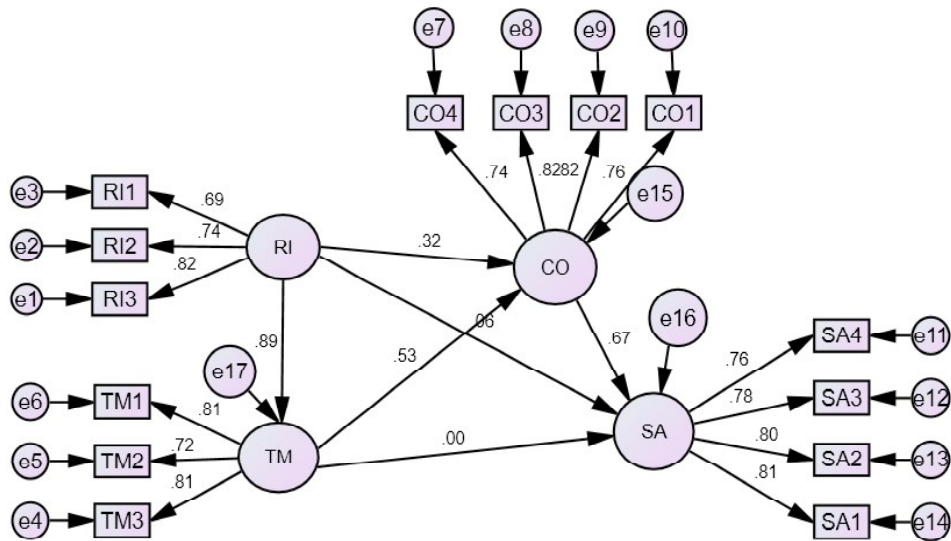 e7 e8 e9 e10
CO4 CO3 CO2 CO1
.74 .82 82 .76
e15
e3 RI1 .69
e2 RI2 .74 RI .32 CO
e1 RI3 .82
.89 .53 .06 .67 e16
e17
SA4 e11
.76
e6 TM1 .81
.78 SA3 e12
e5 TM2 .72 TM .00 SA
.80 SA2 e13
e4 TM3 .81
.81 SA1 e14